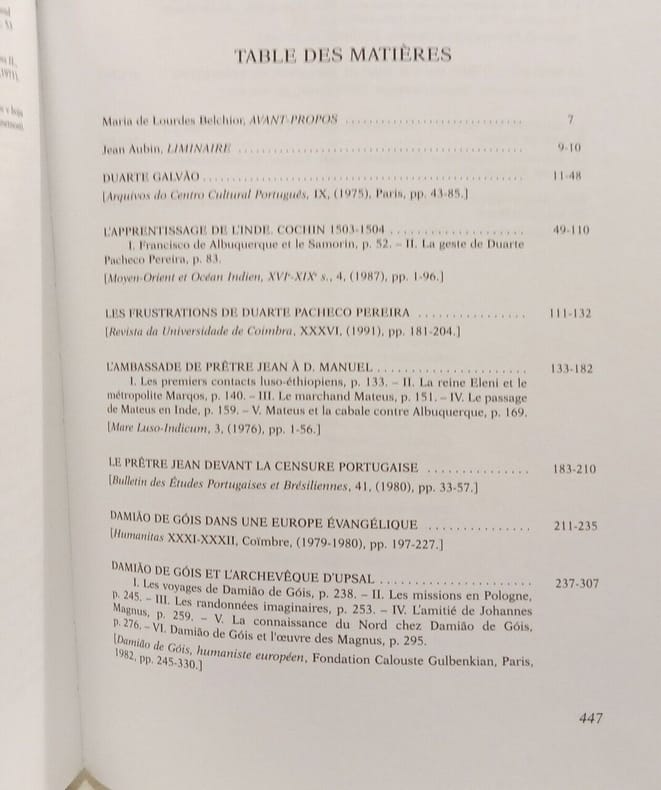 II,
1971),
TABLE DES MATIÈRES
Maria de Lourdes Belchior, AVANT-PROPOS ............................ 7
Jean Aubin, LIMINAIRE ............................................. 9-10
DUARTE GALVÃO .................................................. 11-48
[Arquivos do Centro Cultural Português, IX, (1975), Paris, pp. 43-85.]
L'APPRENTISSAGE DE L'INDE. COCHIN 1503-1504 ..................... 49-110
I. Francisco de Albuquerque et le Samorin, p. 52. – II. La geste de Duarte
Pacheco Pereira, p. 83.
[Moyen-Orient et Océan Indien, XVIe-XIXe s., 4, (1987), pp. 1-96.]
LES FRUSTRATIONS DE DUARTE PACHECO PEREIRA ................ 111-132
[Revista da Universidade de Coimbra, XXXVI, (1991), pp. 181-204.]
L'AMBASSADE DE PRÊTRE JEAN À D. MANUEL ....................... 133-182
I. Les premiers contacts luso-éthiopiens, p. 133. – II. La reine Eleni et le
métropolite Marqos, p. 140. – III. Le marchand Mateus, p. 151. – IV. Le passage
de Mateus en Inde, p. 159. – V. Mateus et la cabale contre Albuquerque, p. 169.
[Mare Luso-Indicum, 3, (1976), pp. 1-56.]
LE PRÊTRE JEAN DEVANT LA CENSURE PORTUGAISE ............... 183-210
[Bulletin des Études Portugaises et Brésiliennes, 41, (1980), pp. 33-57.]
DAMIÃO DE GÓIS DANS UNE EUROPE ÉVANGÉLIQUE ............... 211-235
[Humanitas XXXI-XXXII, Coïmbre, (1979-1980), pp. 197-227.]
DAMIÃO DE GÓIS ET L'ARCHEVÊQUE D'UPSAL ....................... 237-307
I. Les voyages de Damião de Góis, p. 238. – II. Les missions en Pologne,
p. 245. – III. Les randonnées imaginaires, p. 253. – IV. L'amitié de Johannes
Magnus, p. 259. – V. La connaissance du Nord chez Damião de Góis,
p. 276. – VI. Damião de Góis et l'œuvre des Magnus, p. 295.
[Damião de Góis, humaniste européen, Fondation Calouste Gulbenkian, Paris,
1982, pp. 245-330.]
447